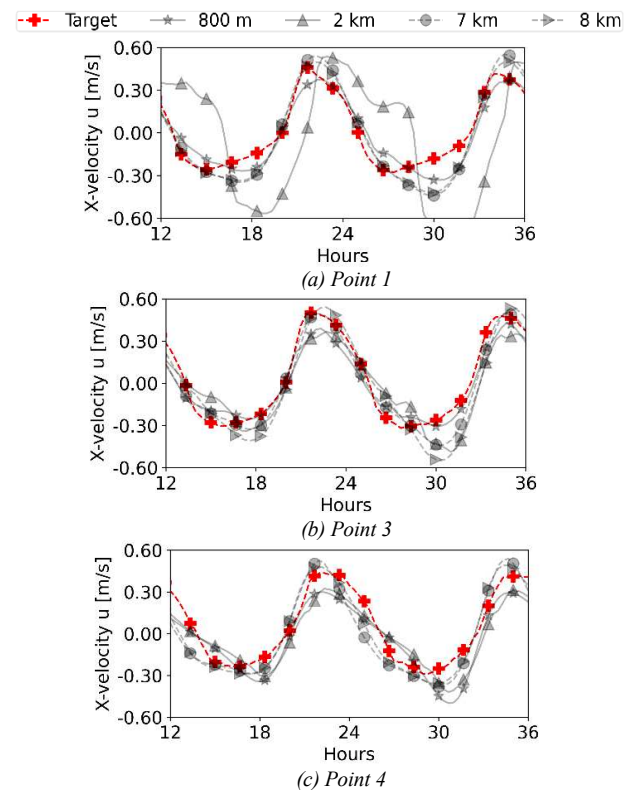 Target 800 m 2 km 7 km 8 km
0.60
0.30
0.00
-0.30
-0.60
X-velocity u [m/s]
12 18 24 30 36
Hours
(a) Point 1
0.60
0.30
0.00
-0.30
-0.60
X-velocity u [m/s]
12 18 24 30 36
Hours
(b) Point 3
0.60
0.30
0.00
-0.30
-0.60
X-velocity u [m/s]
12 18 24 30 36
Hours
(c) Point 4